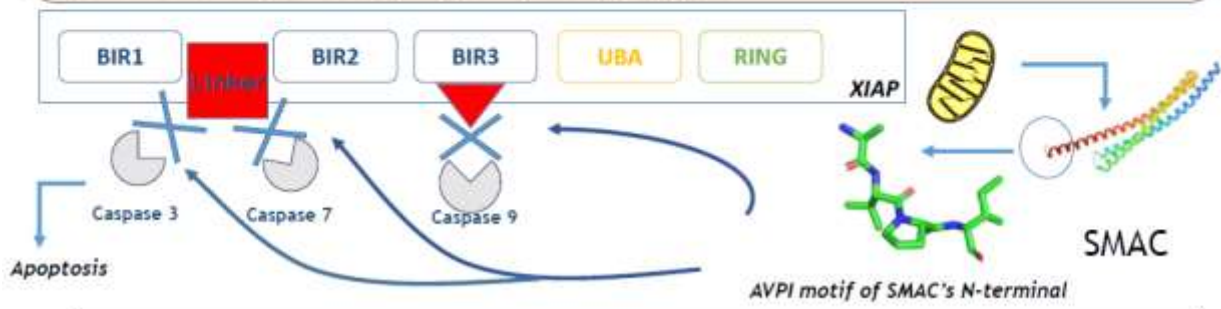 BIR1
Linker
BIR2
BIR3
UBA
RING
XIAP
Caspase 3
Caspase 7
Caspase 9
Apoptosis
SMAC
AVPI motif of SMAC's N-terminal